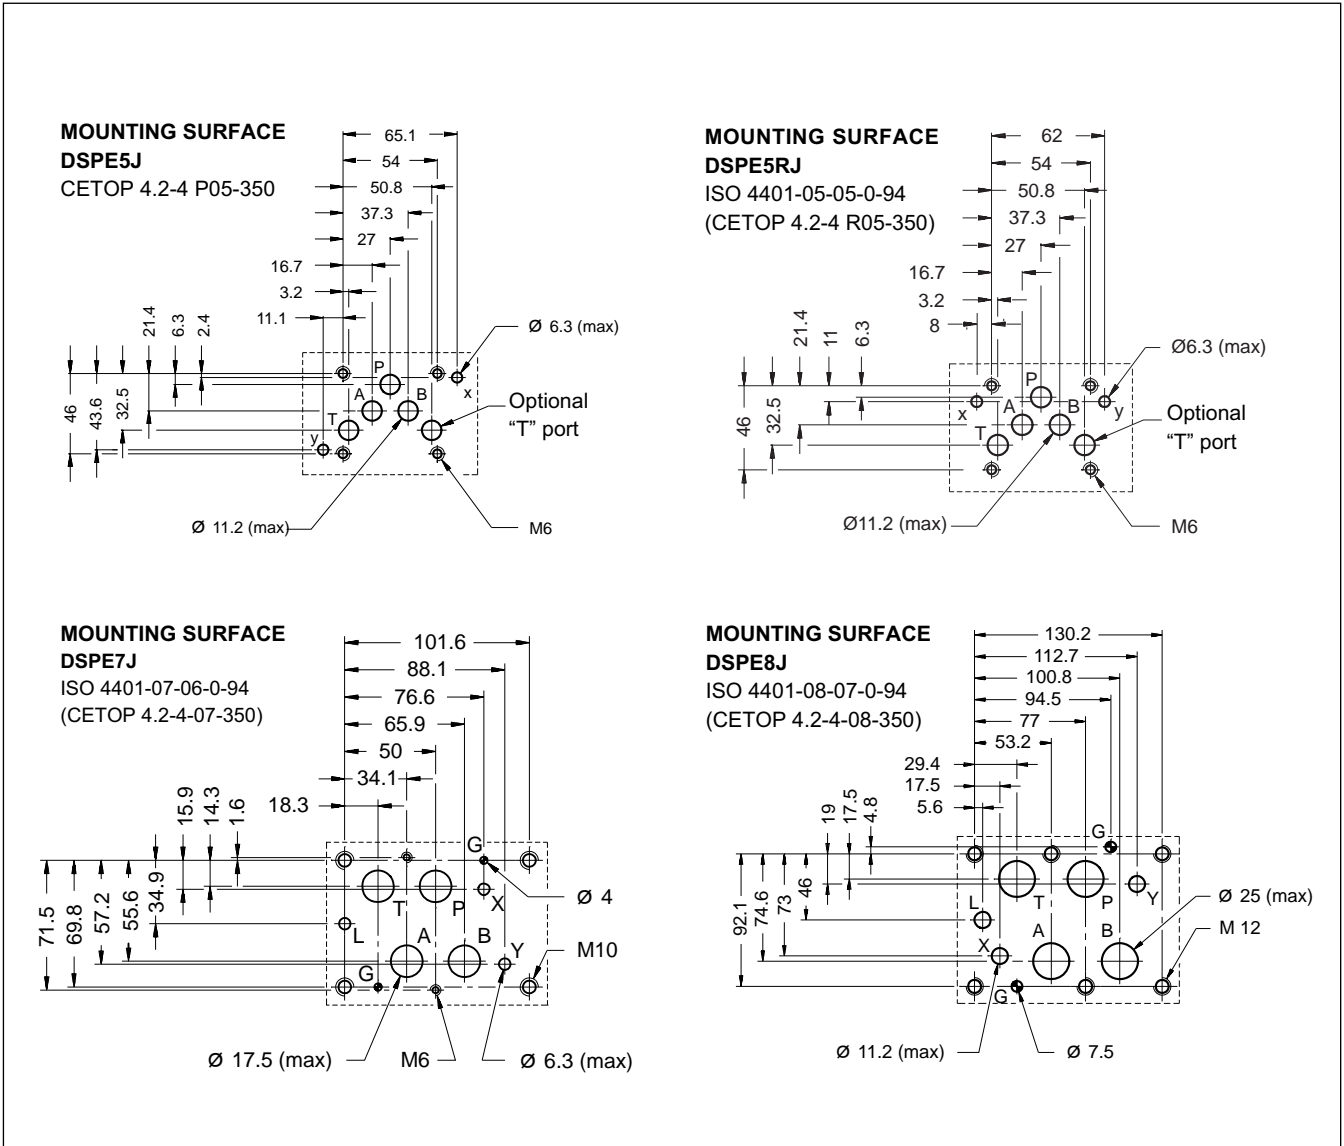 MOUNTING SURFACE
DSPE5J
CETOP 4.2-4 P05-350
65.1
54
50.8
37.3
27
16.7
3.2
11.1
21.4
6.3
2.4
46
43.6
32.5
Ø 6.3 (max)
P
A
B
x
T
y
Optional
“T” port
Ø 11.2 (max)
M6
MOUNTING SURFACE
DSPE5RJ
ISO 4401-05-05-0-94
(CETOP 4.2-4 R05-350)
62
54
50.8
37.3
27
16.7
3.2
8
21.4
11
6.3
46
32.5
Ø6.3 (max)
P
x
A
B
y
T
Optional
“T” port
Ø11.2 (max)
M6
MOUNTING SURFACE
DSPE7J
ISO 4401-07-06-0-94
(CETOP 4.2-4-07-350)
101.6
88.1
76.6
65.9
50
34.1
18.3
15.9
14.3
1.6
71.5
69.8
57.2
55.6
34.9
G
Ø 4
X
T
P
L
A
B
Y
M10
G
Ø 17.5 (max)
M6
Ø 6.3 (max)
MOUNTING SURFACE
DSPE8J
ISO 4401-08-07-0-94
(CETOP 4.2-4-08-350)
130.2
112.7
100.8
94.5
77
53.2
29.4
17.5
5.6
19
17.5
4.8
92.1
74.6
73
46
G
T
P
Y
Ø 25 (max)
L
A
B
M 12
X
G
Ø 11.2 (max)
Ø 7.5